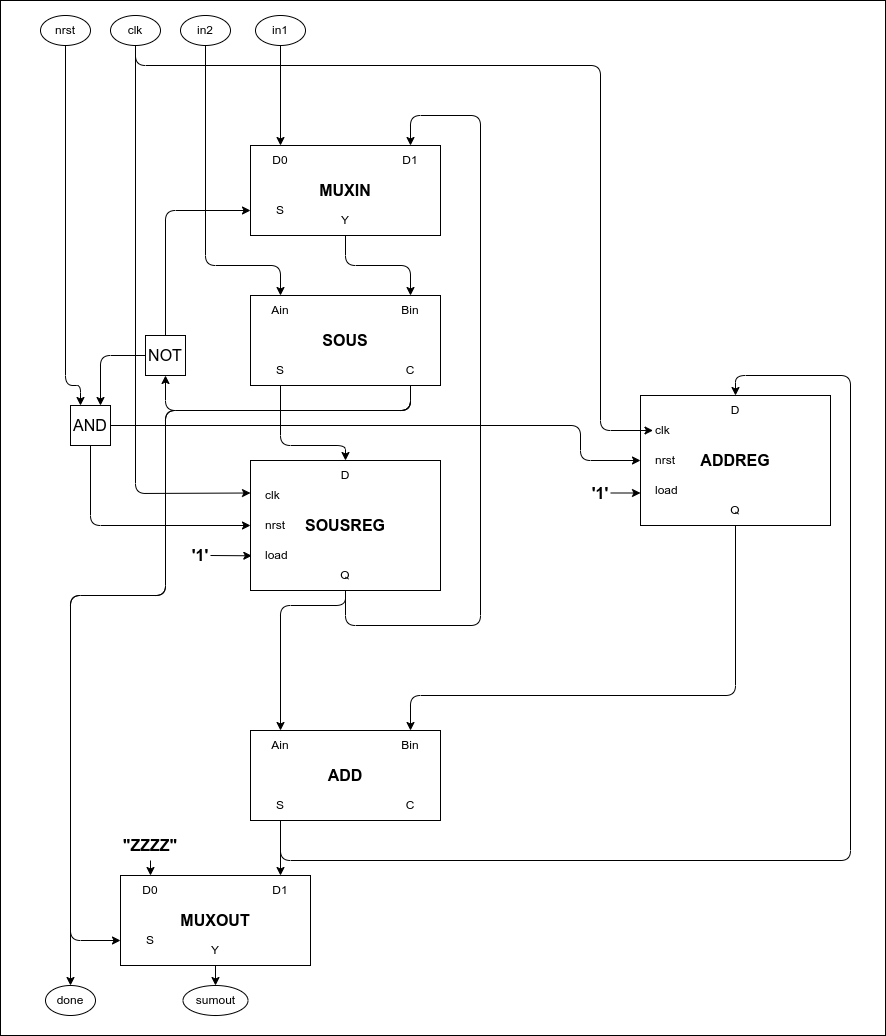 nrst clk in2 in1
D0 D1
MUXIN
S
Y
Ain Bin
SOUS
S C
NOT
AND
D
clk
nrst ADDREG
load
'1'
Q
D
clk
nrst SOUSREG
load
'1'
Q
Ain Bin
ADD
S C
"ZZZZ"
D0 D1
MUXOUT
S
Y
done sumout